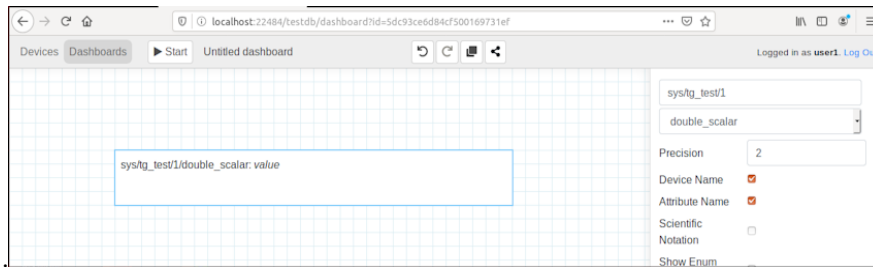 localhost:22484/testdb/dashboard?id=5dc93ce6d84cf500169731ef
Devices Dashboards Start Untitled dashboard Logged in as user1. Log Ou
sys/tg_test/1
double_scalar
sys/tg_test/1/double_scalar: value
Precision 2
Device Name
Attribute Name
Scientific
Notation
Show Enum